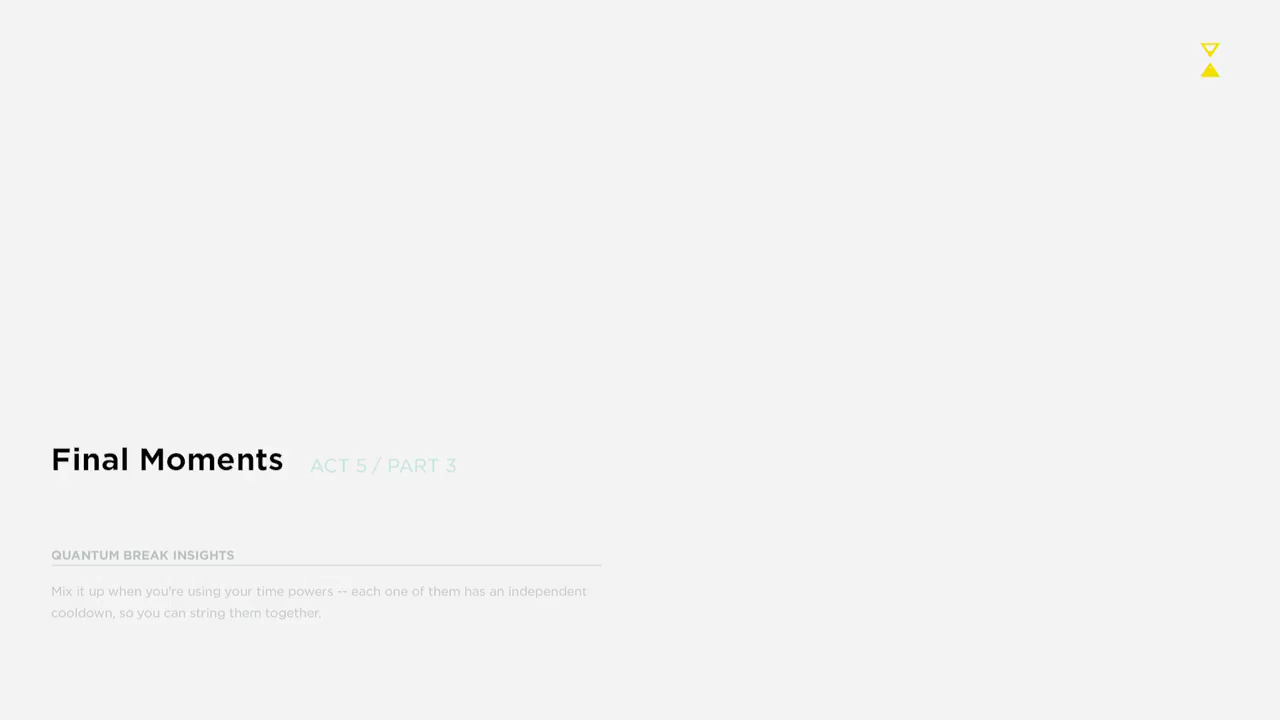 Final Moments ACT 5 / PART 3
QUANTUM BREAK INSIGHTS
Mix it up when you're using your time powers -- each one of them has an independent
cooldown, so you can string them together.